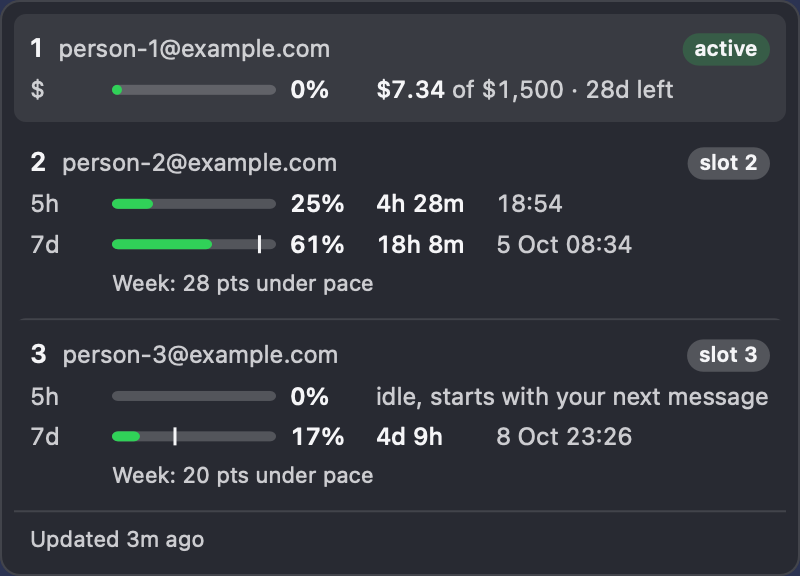 1 person-1@example.com active
$ 0% $7.34 of $1,500 · 28d left
2 person-2@example.com slot 2
5h 25% 4h 28m 18:54
7d 61% 18h 8m 5 Oct 08:34
Week: 28 pts under pace
3 person-3@example.com slot 3
5h 0% idle, starts with your next message
7d 17% 4d 9h 8 Oct 23:26
Week: 20 pts under pace
Updated 3m ago